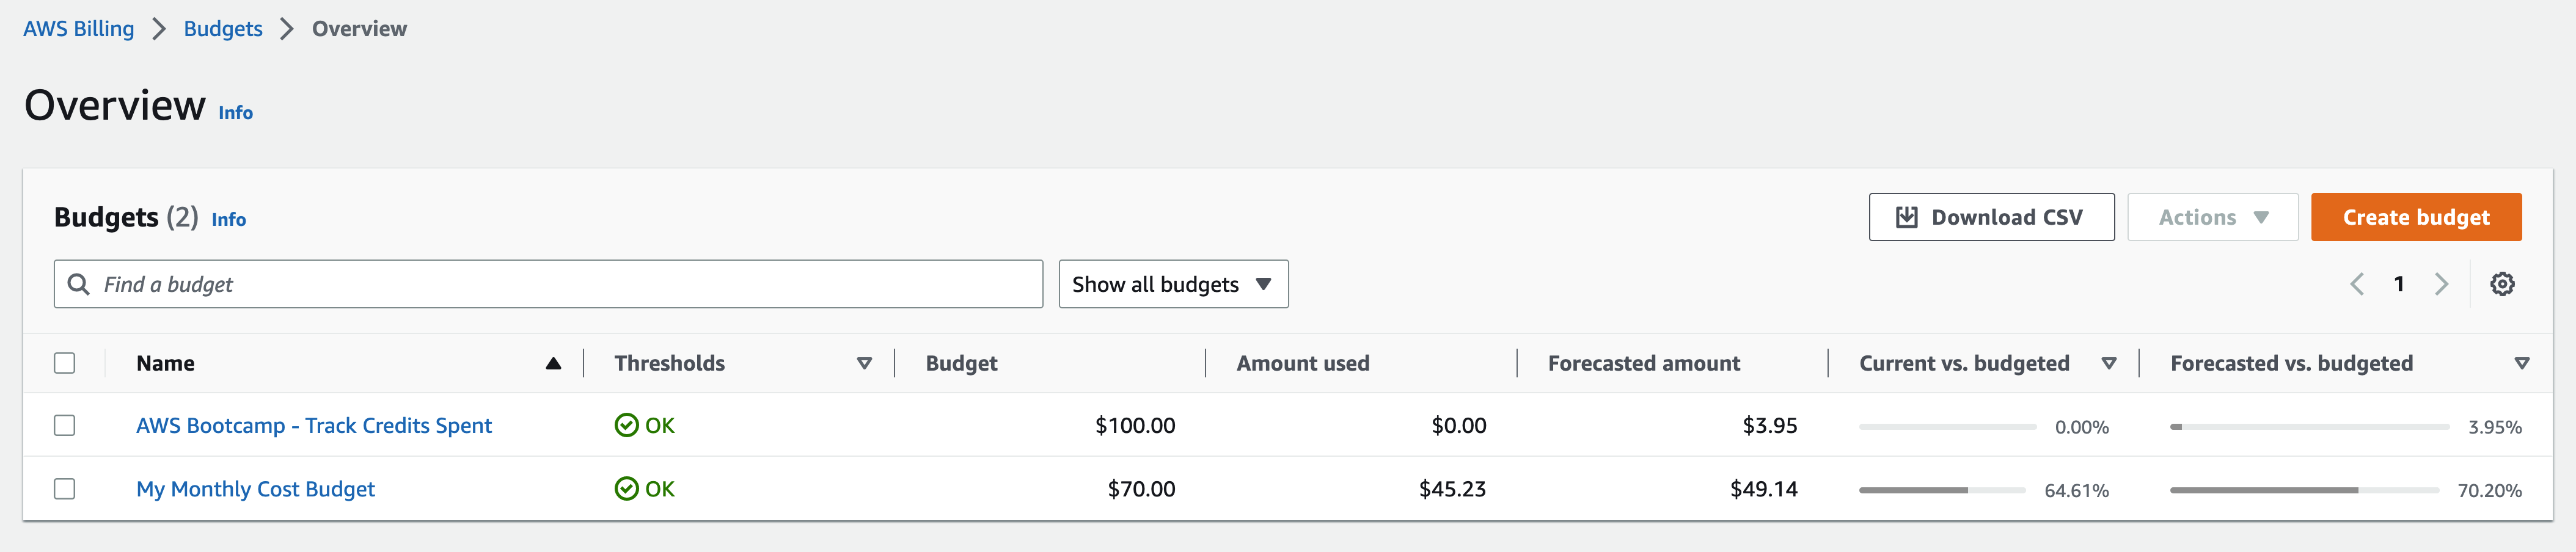 AWS Billing Budgets Overview
Overview Info
Budgets (2) Info Download CSV Actions Create budget
Find a budget Show all budgets 1
Name Thresholds Budget Amount used Forecasted amount Current vs. budgeted Forecasted vs. budgeted
AWS Bootcamp - Track Credits Spent OK $100.00 $0.00 $3.95 0.00% 3.95%
My Monthly Cost Budget OK $70.00 $45.23 $49.14 64.61% 70.20%